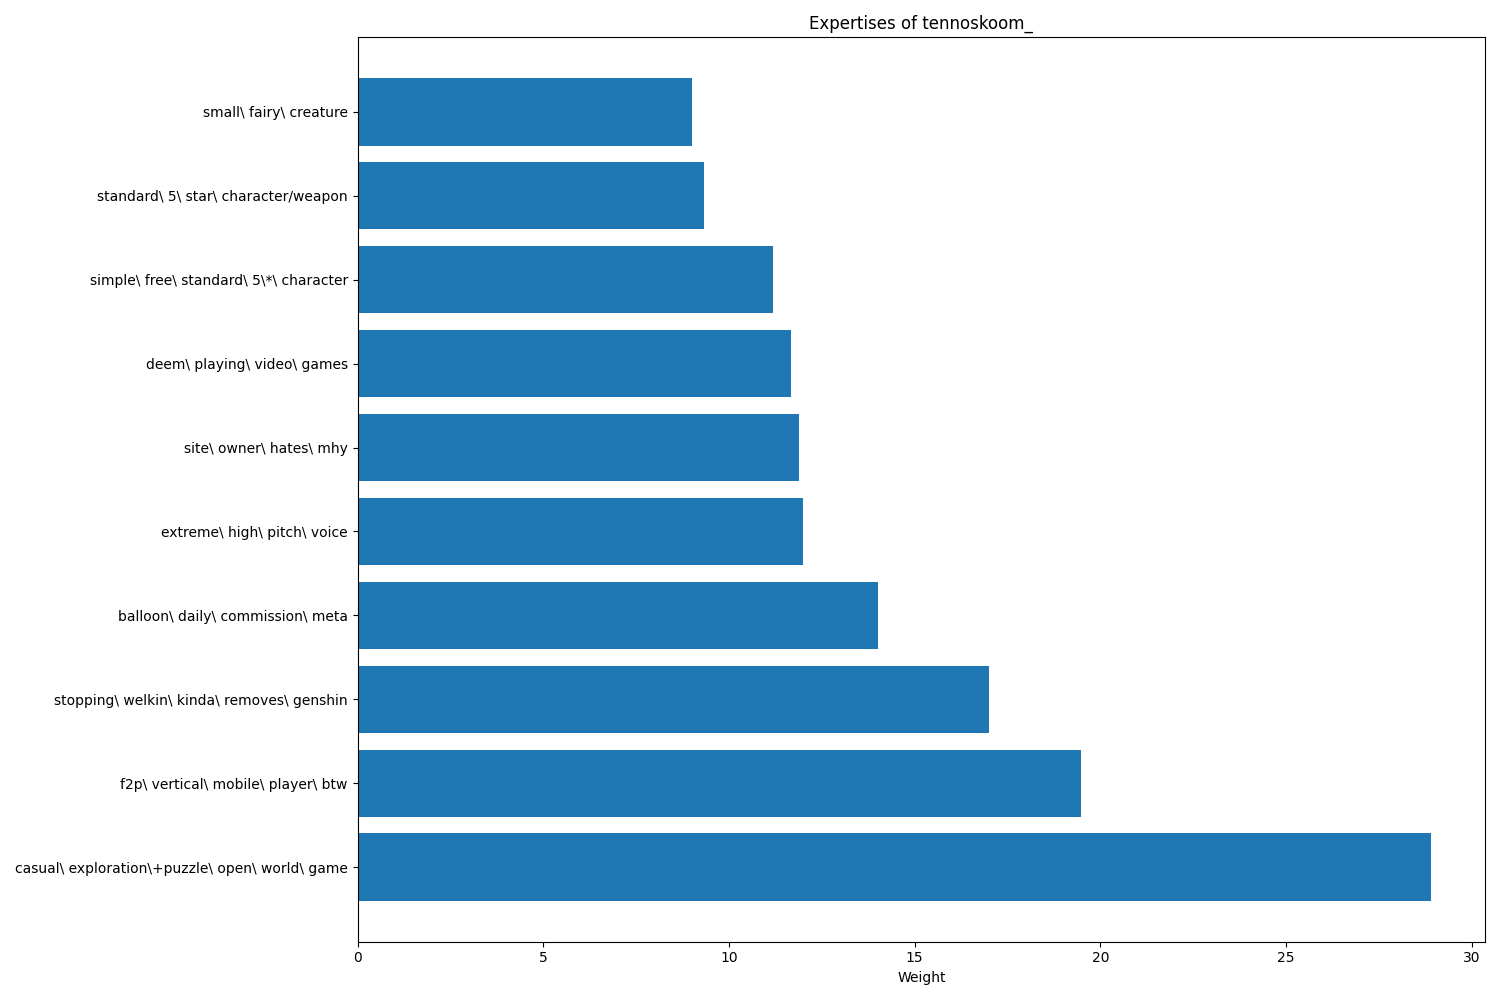 Expertises of tennoskoom_
small\ fairy\ creature
standard\ 5\ star\ character/weapon
simple\ free\ standard\ 5\*\ character
deem\ playing\ video\ games
site\ owner\ hates\ mhy
extreme\ high\ pitch\ voice
balloon\ daily\ commission\ meta
stopping\ welkin\ kinda\ removes\ genshin
f2p\ vertical\ mobile\ player\ btw
casual\ exploration\+puzzle\ open\ world\ game
0 5 10 15 20 25 30
Weight